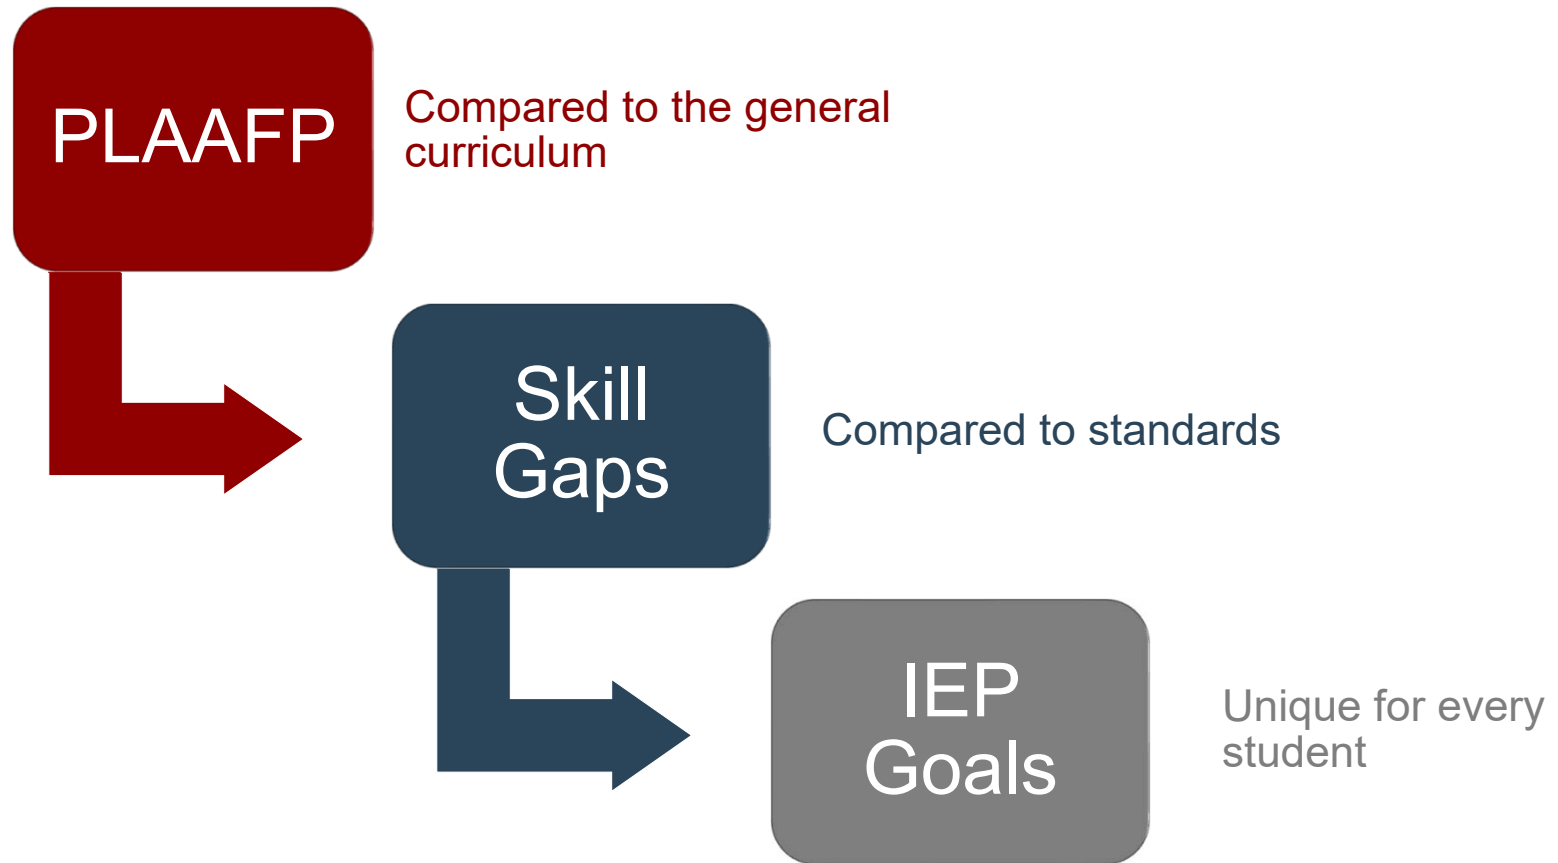 PLAAFP
Compared to the general
curriculum
Skill
Gaps
Compared to standards
IEP
Goals
Unique for every
student